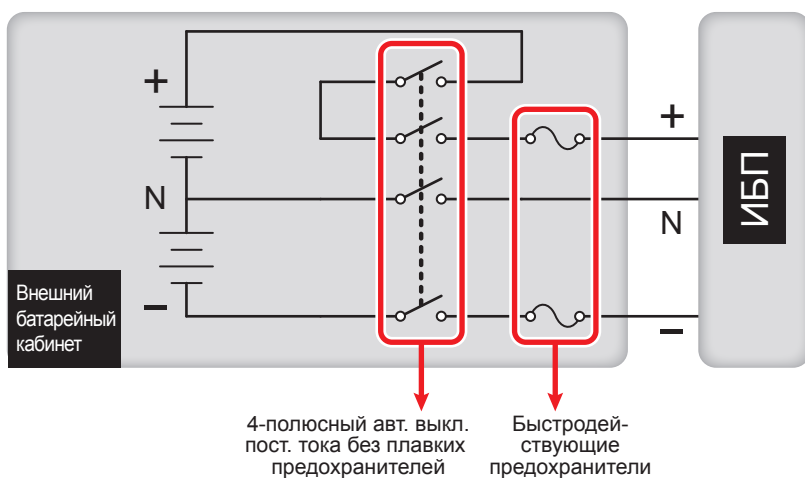 +
N
−
Внешний
батарейный
кабинет
+
N
−
ИБП
4-полюсный авт. выкл.
пост. тока без плавких
предохранителей
Быстродей-
ствующие
предохранители